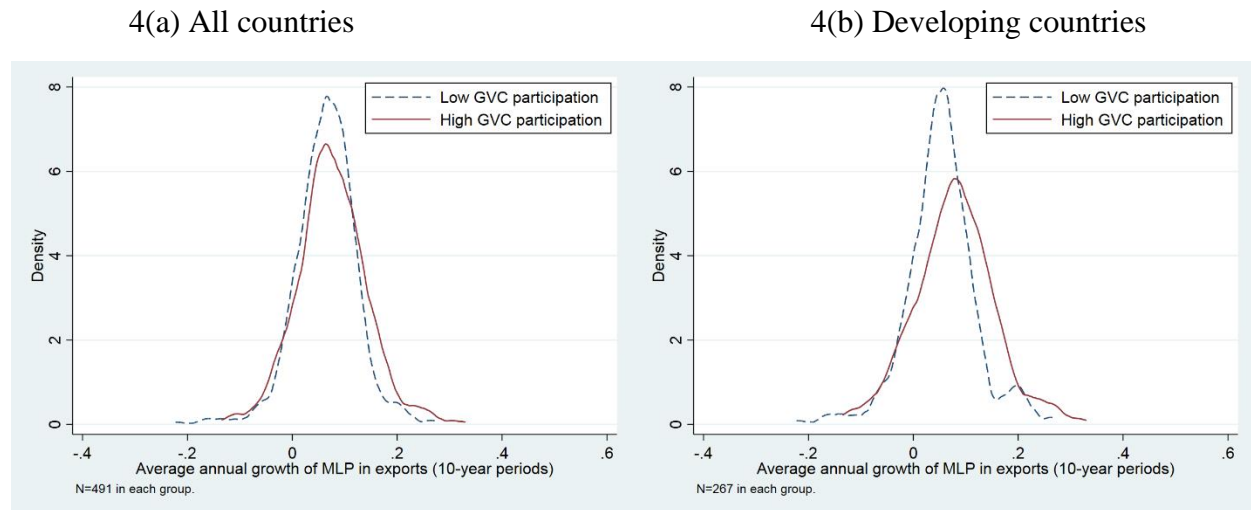 4(a) All countries
4(b) Developing countries
Low GVC participation
High GVC participation
8
6
4
2
0
Density
-.4
-.2
0
.2
.4
.6
Average annual growth of MLP in exports (10-year periods)
N=491 in each group.
Low GVC participation
High GVC participation
8
6
4
2
0
Density
-.4
-.2
0
.2
.4
.6
Average annual growth of MLP in exports (10-year periods)
N=267 in each group.